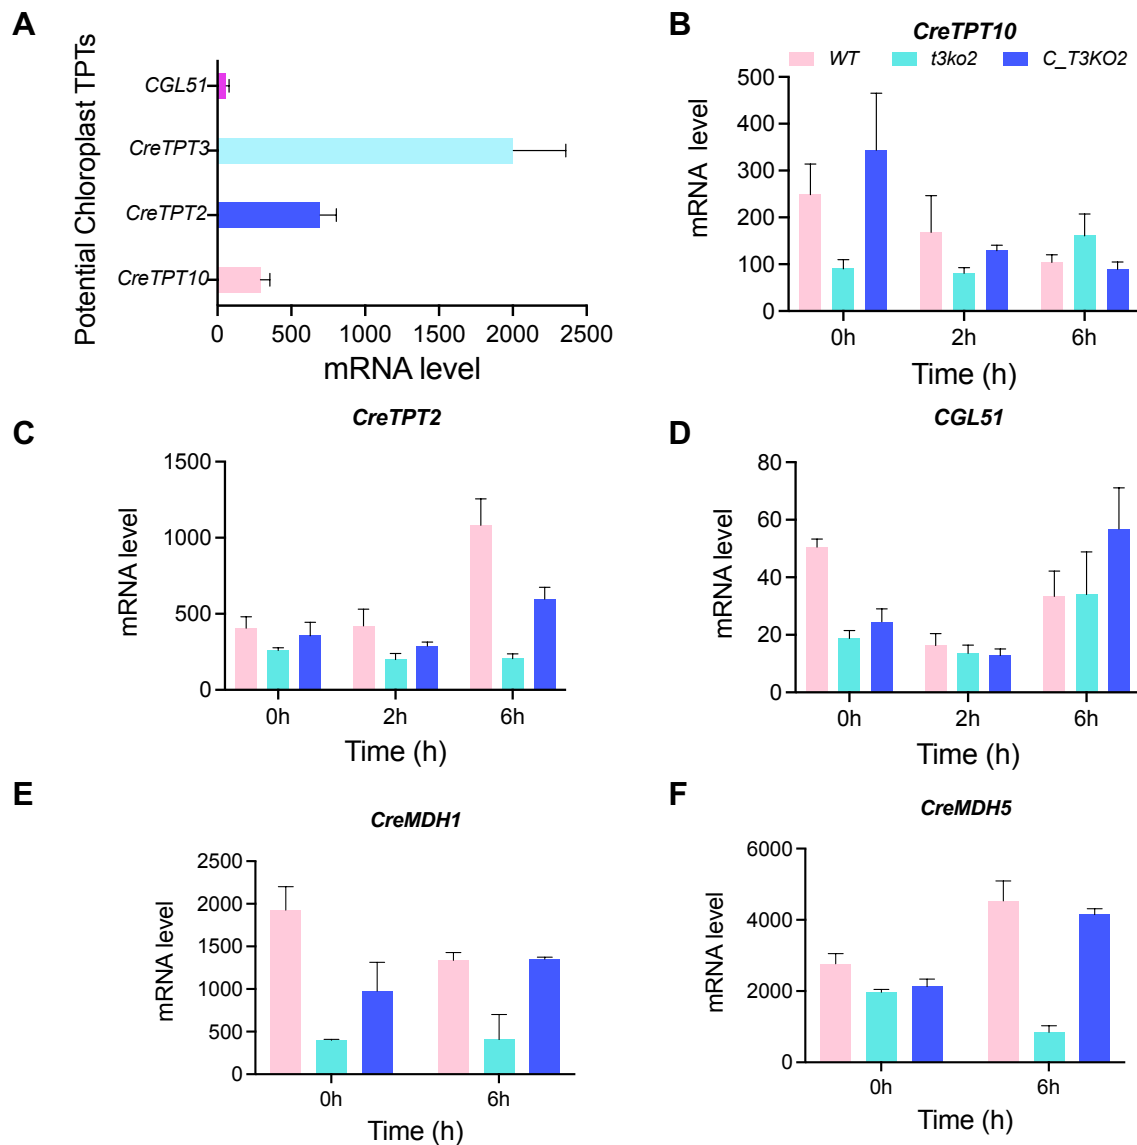 A
Potential Chloroplast TPTs
CGL51
CreTPT3
CreTPT2
CreTPT10
0 500 1000 1500 2000 2500
mRNA level
B
CreTPT10
WT t3ko2 C_T3KO2
mRNA level
500
400
300
200
100
0
0h 2h 6h
Time (h)
C
CreTPT2
mRNA level
1500
1000
500
0
0h 2h 6h
Time (h)
D
CGL51
mRNA level
80
60
40
20
0
0h 2h 6h
Time (h)
E
CreMDH1
mRNA level
2500
2000
1500
1000
500
0
0h 6h
Time (h)
F
CreMDH5
mRNA level
6000
4000
2000
0
0h 6h
Time (h)